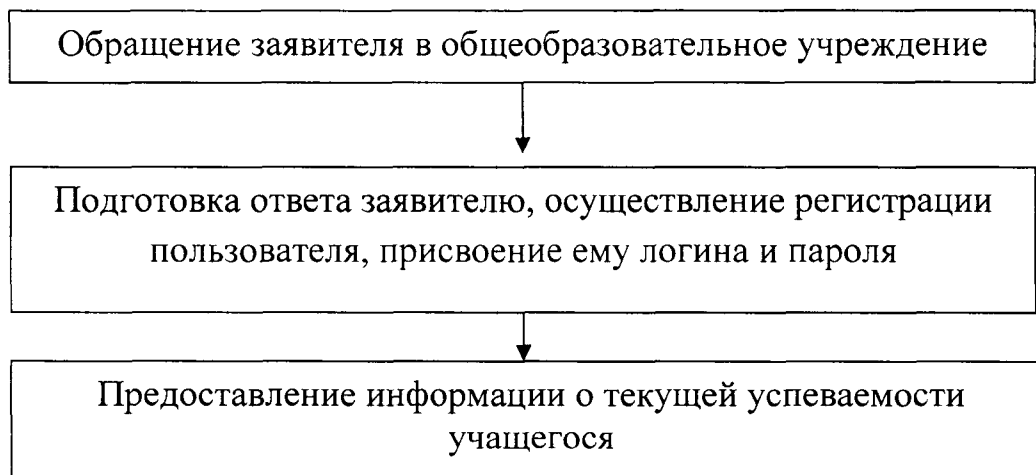 Обращение заявителя в общеобразовательное учреждение
Подготовка ответа заявителю, осуществление регистрации
пользователя, присвоение ему логина и пароля
Предоставление информации о текущей успеваемости
учащегося